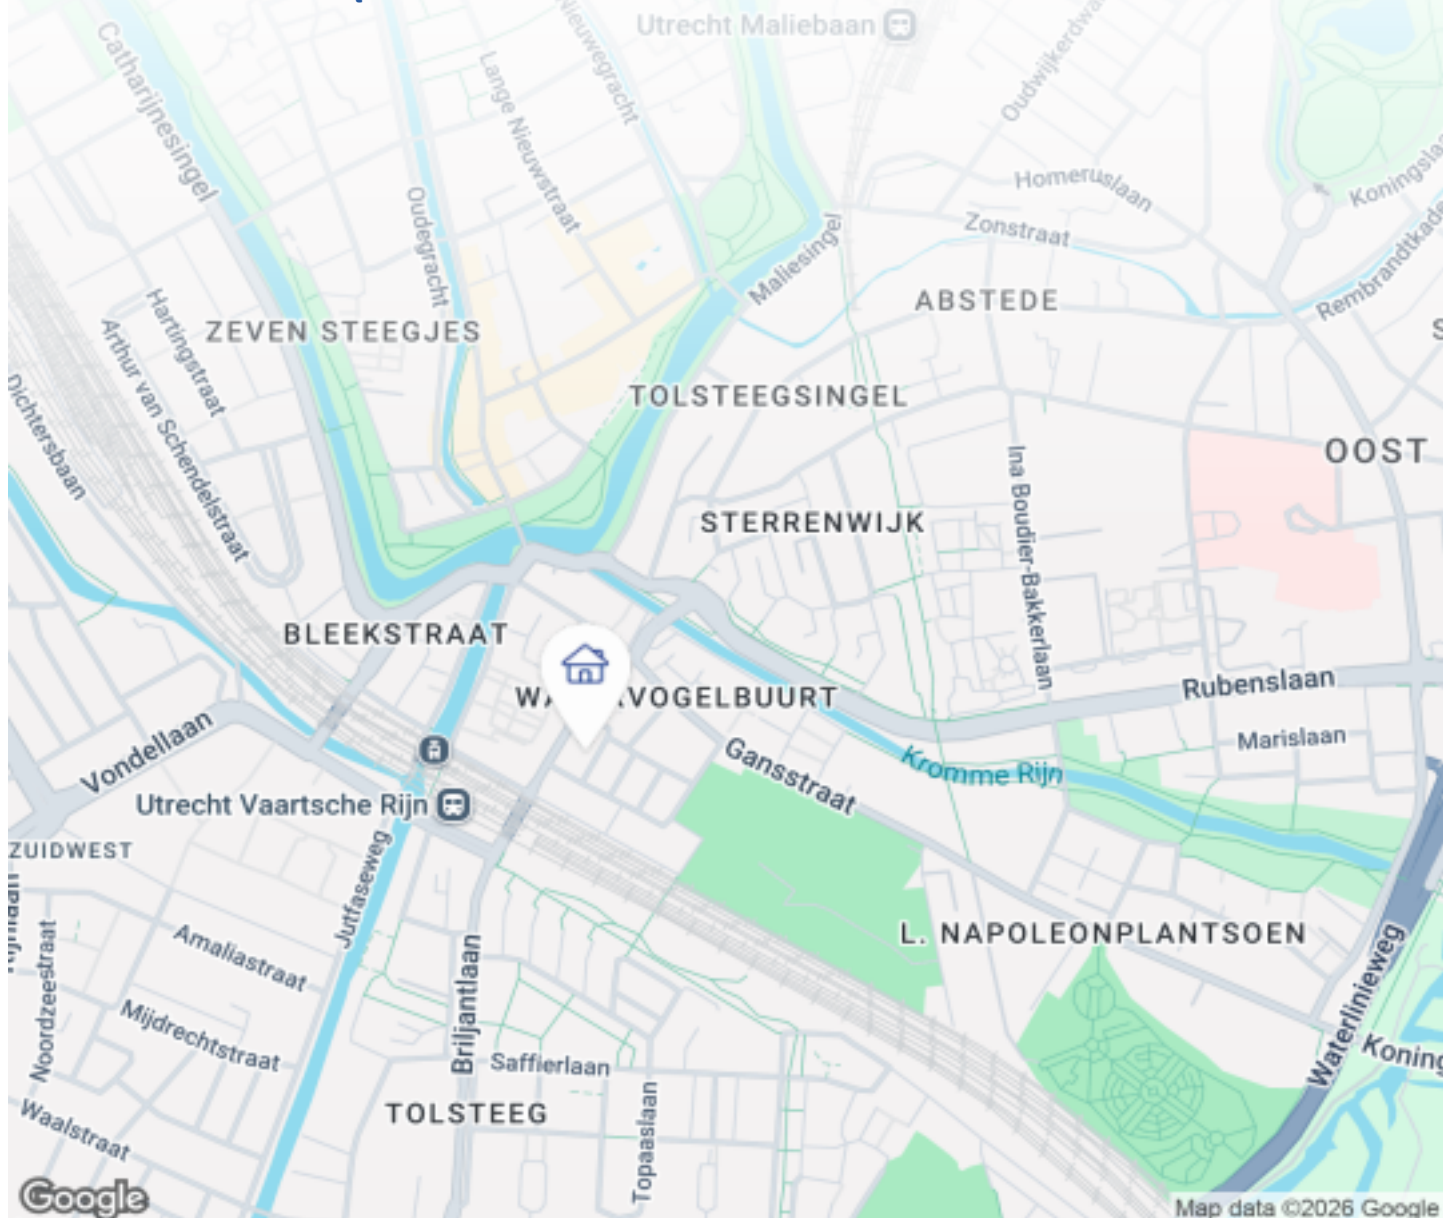 Utrecht Maliebaan
Catharijnesingel
Nieuwegracht
Lange Nieuwstraat
Oudwijkerdwa
Homeruslaan
Koningslaa
Zonstraat
Oudegracht
Maliesingel
Rembrandtkade
ABSTEDE
Hartingstraat
ZEVEN STEEGJES
Arthur van Schendelstraat
Dichtersbaan
TOLSTEEGSINGEL
OOST
Ina Boudier-Bakkerlaan
STERRENWIJK
BLEEKSTRAAT
Rubenslaan
VOGELBUURT
Vondellaan
Marislaan
Gansstraat
Kromme Rijn
Utrecht Vaartsche Rijn
ZUIDWEST
Jutfaseweg
Amaliastraat
Noordzeestraat
L. NAPOLEONPLANTSOEN
Briljantlaan
Waterlinieweg
Mijdrechtstraat
Saffierlaan
Koning
Topaaslaan
TOLSTEEG
Waalstraat
Google
Map data ©2026 Google